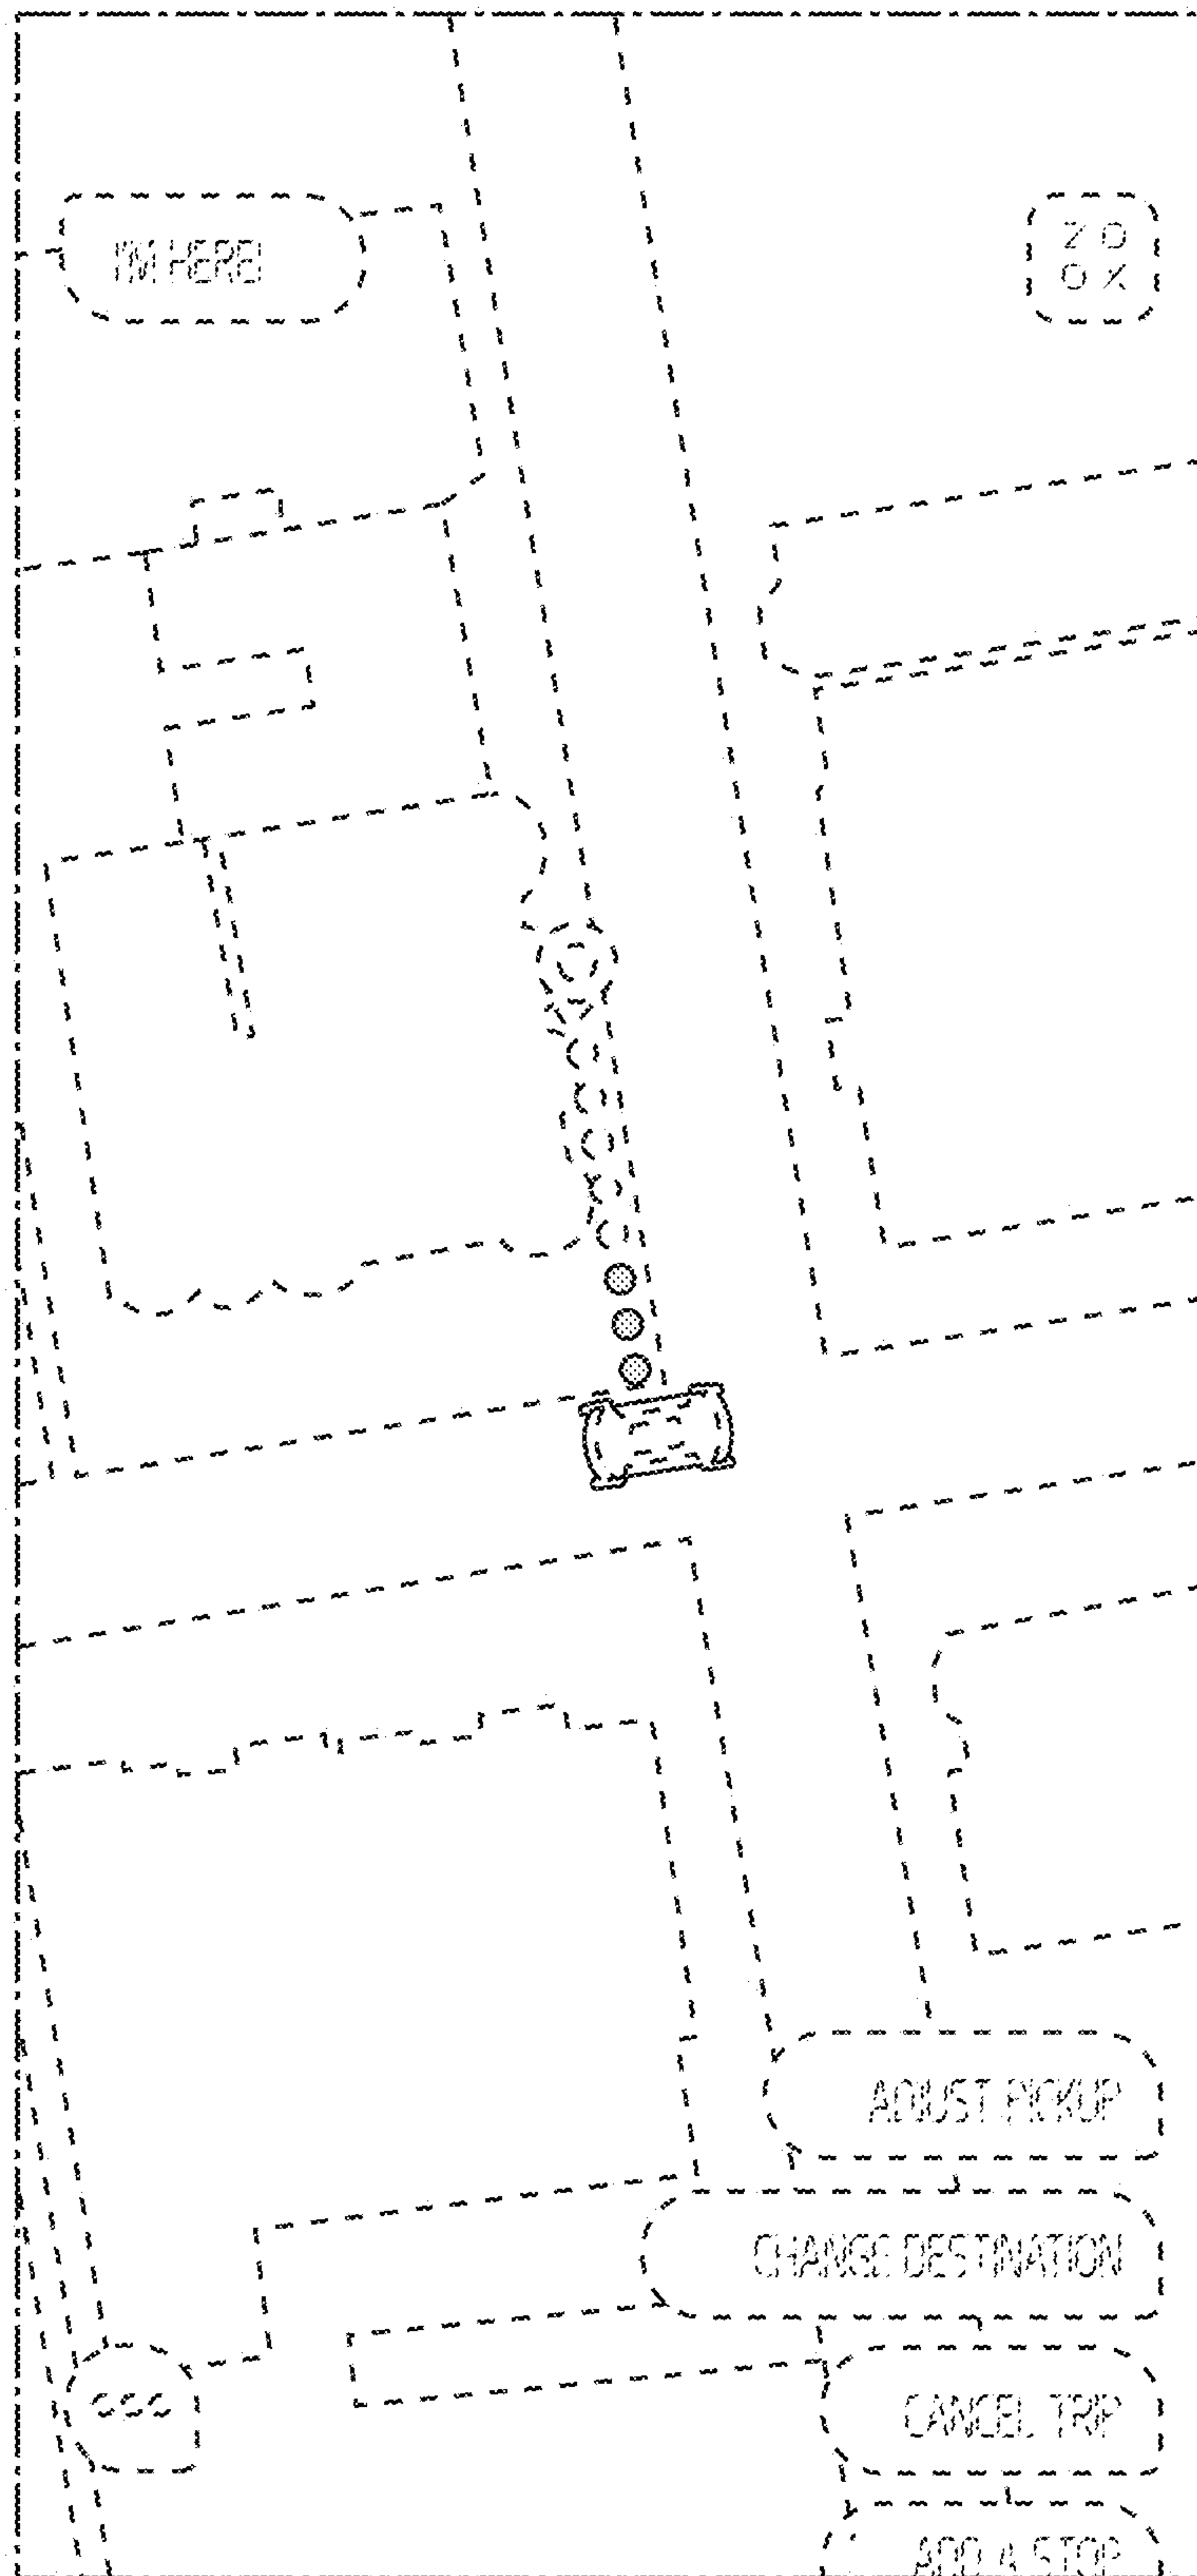 I'M HERE!
Z O
O X
ADJUST PICKUP
CHANGE DESTINATION
CANCEL TRIP
ADD A STOP